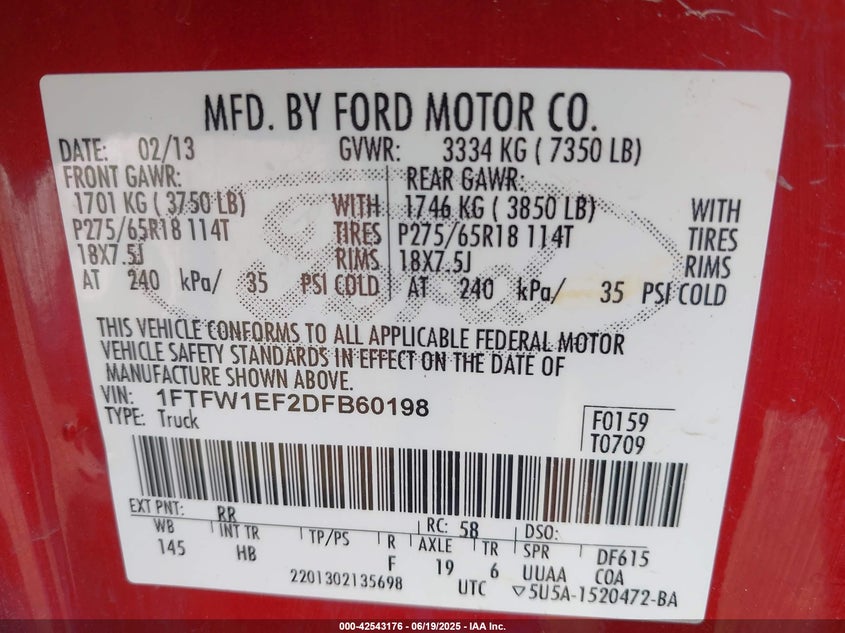 MFD. BY FORD MOTOR CO.
DATE: 02/13 GVWR: 3334 KG ( 7350 LB)
FRONT GAWR: REAR GAWR:
1701 KG ( 3750 LB) WITH 1746 KG ( 3850 LB) WITH
P275/65R18 114T TIRES P275/65R18 114T TIRES
18X7.5J RIMS 18X7.5J RIMS
AT 240 kPa/ 35 PSI COLD AT 240 kPa/ 35 PSI COLD
THIS VEHICLE CONFORMS TO ALL APPLICABLE FEDERAL MOTOR
VEHICLE SAFETY STANDARDS IN EFFECT ON THE DATE OF
MANUFACTURE SHOWN ABOVE.
VIN: 1FTFW1EF2DFB60198
TYPE: Truck
F0159
T0709
EXT PNT: RR RC: 58 DSO:
WB INT TR TP/PS R AXLE TR SPR DF615
145 HB F 19 6 UUAA COA
2201302135698 UTC ▽5U5A-1520472-BA
000-42543176 - 06/19/2025 - IAA Inc.